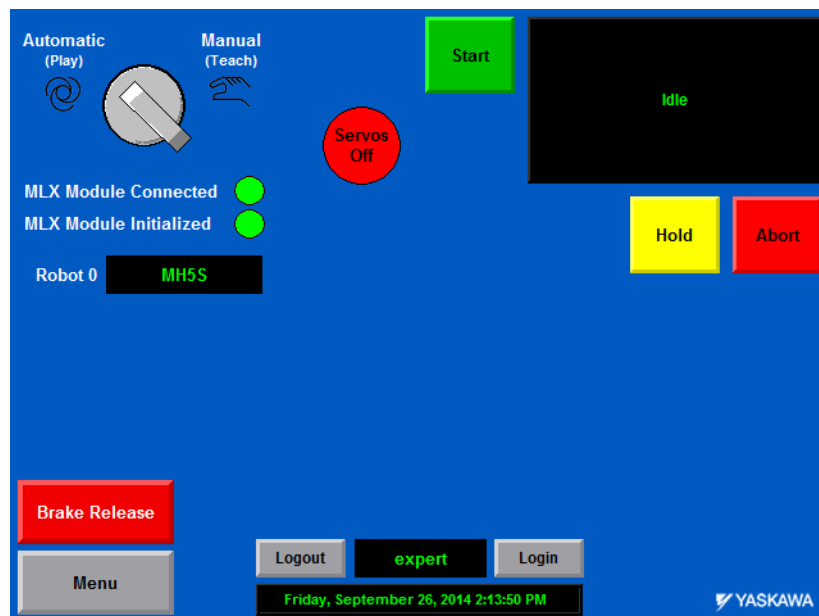 Automatic
(Play)
Manual
(Teach)
Start
Idle
Servos
Off
MLX Module Connected
MLX Module Initialized
Hold
Abort
Robot 0
MH5S
Brake Release
Menu
Logout
expert
Login
Friday, September 26, 2014 2:13:50 PM
YASKAWA